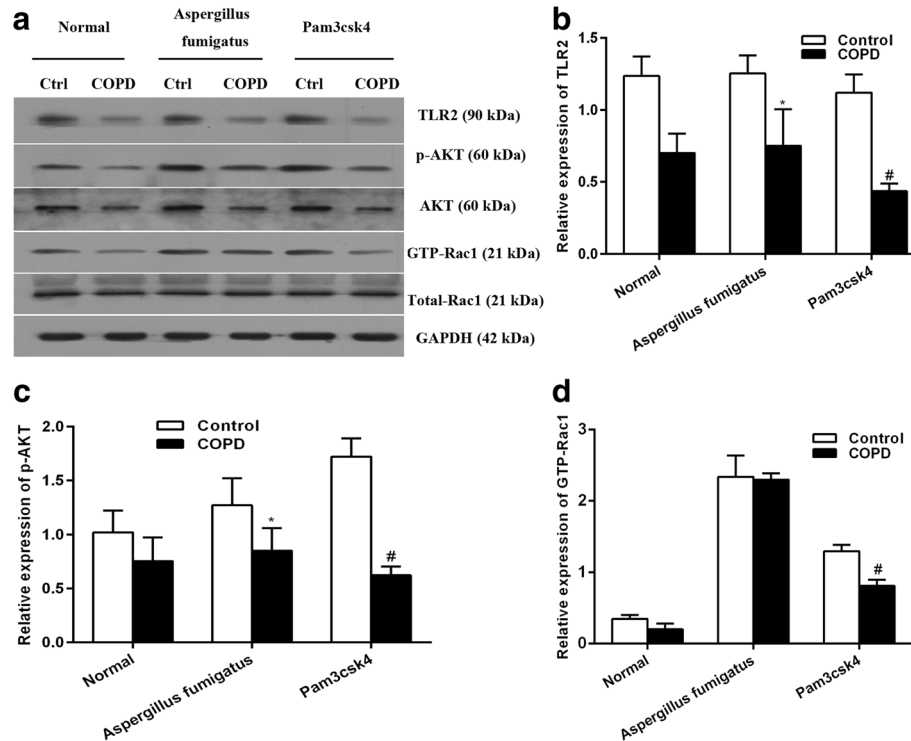 a
Normal
Aspergillus
fumigatus
Pam3csk4
Ctrl COPD Ctrl COPD Ctrl COPD
TLR2 (90 kDa)
p-AKT (60 kDa)
AKT (60 kDa)
GTP-Rac1 (21 kDa)
Total-Rac1 (21 kDa)
GAPDH (42 kDa)
b
Relative expression of TLR2
1.5
1.0
0.5
0.0
Control
COPD
*
#
Normal
Aspergillus fumigatus
Pam3csk4
c
Relative expression of p-AKT
2.0
1.5
1.0
0.5
0.0
Control
COPD
*
#
Normal
Aspergillus fumigatus
Pam3csk4
d
Relative expression of GTP-Rac1
3
2
1
0
Control
COPD
#
Normal
Aspergillus fumigatus
Pam3csk4